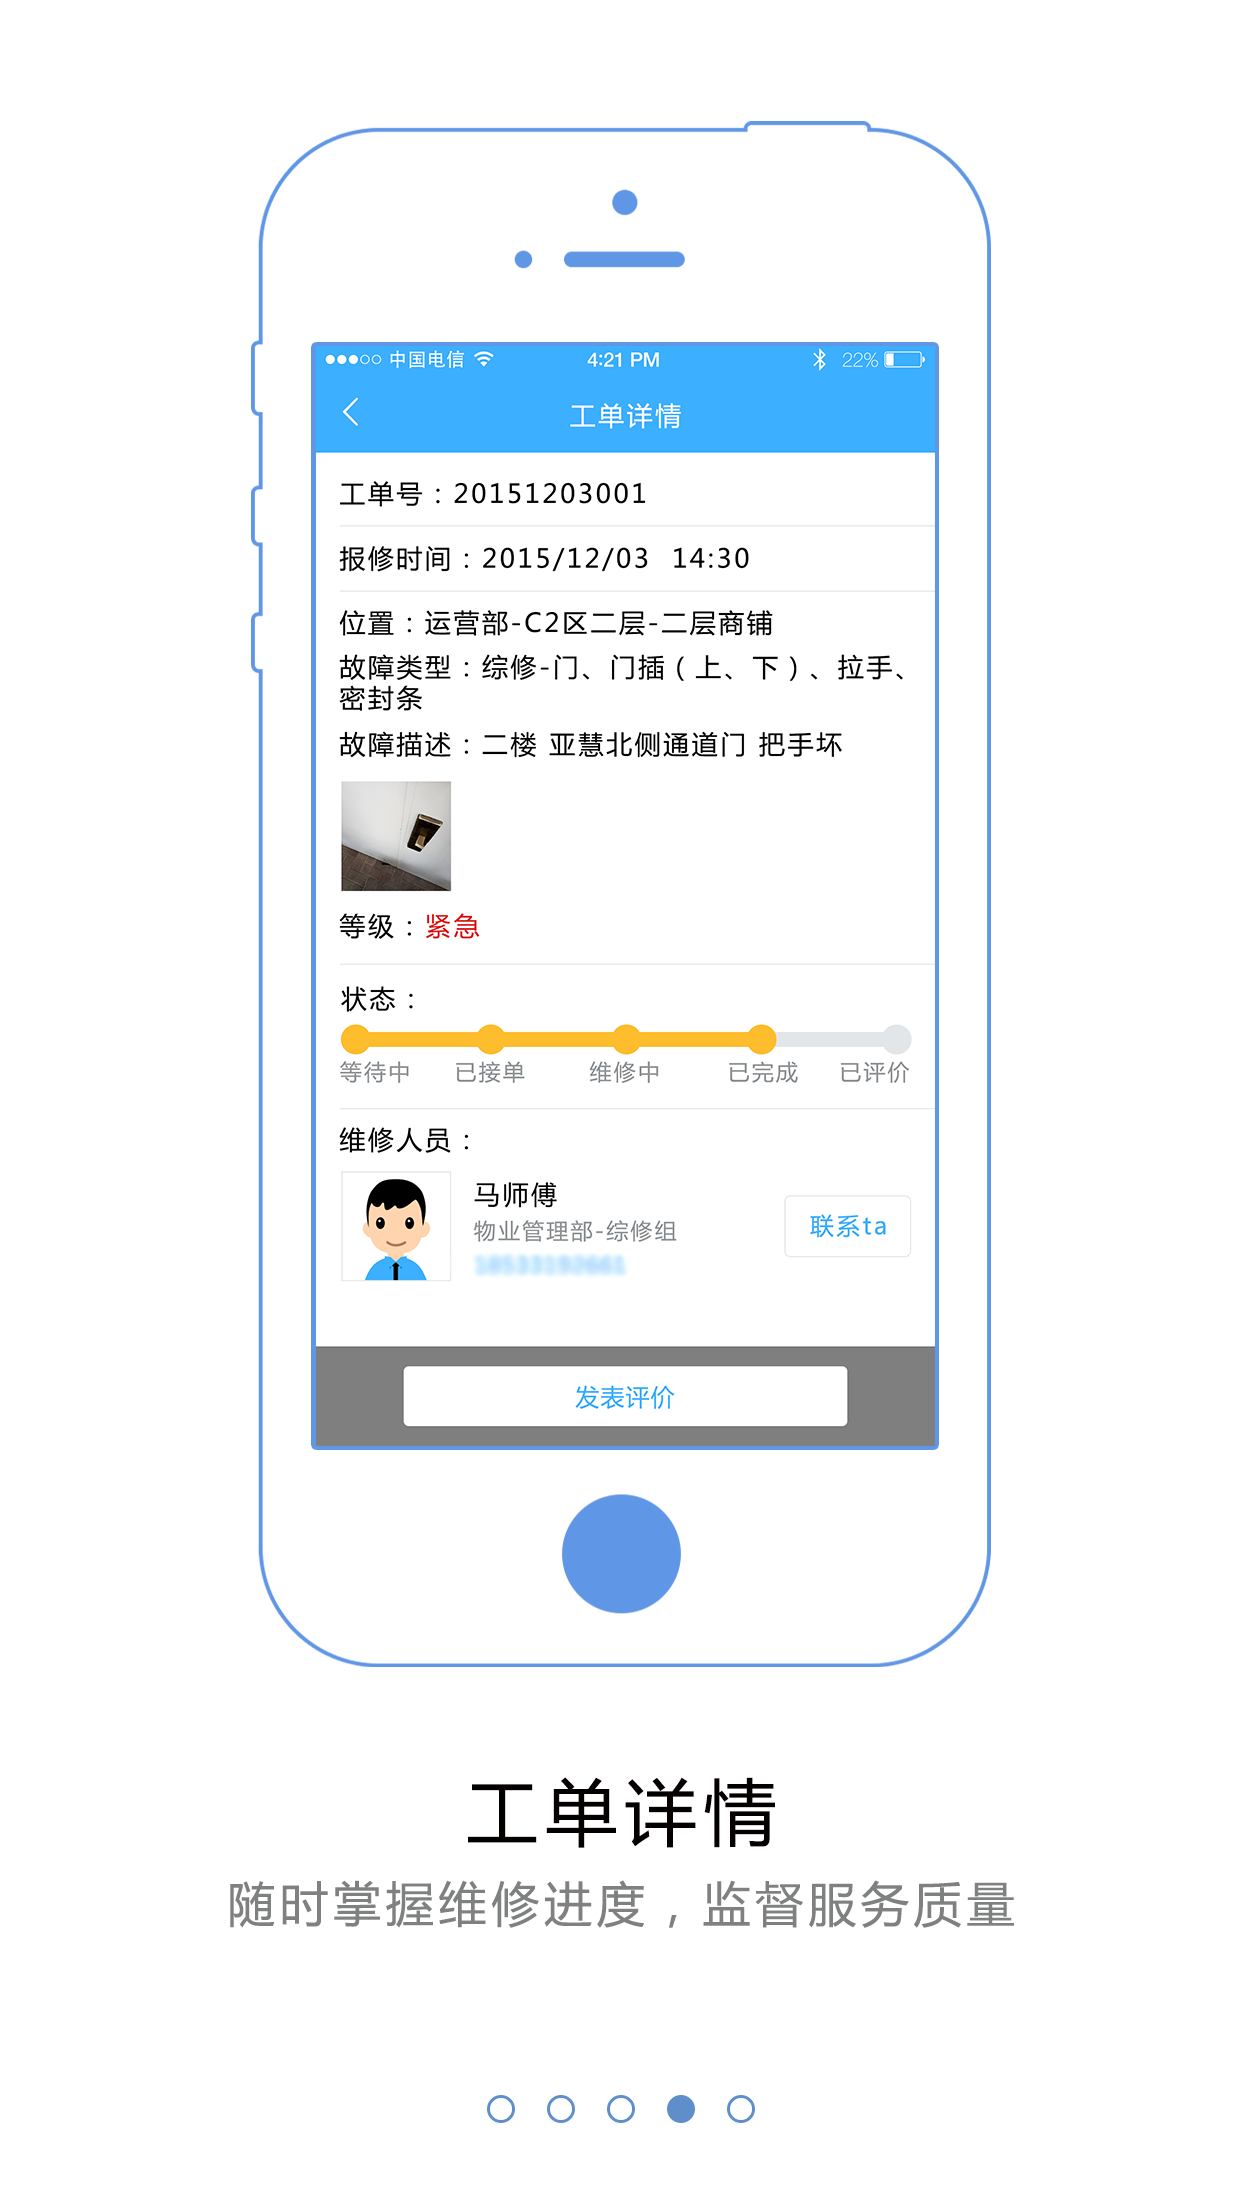 中国电信 4:21 PM 22%
工单详情
工单号：20151203001
报修时间：2015/12/03 14:30
位置：运营部-C2区二层-二层商铺
故障类型：综修-门、门插（上、下）、拉手、
密封条
故障描述：二楼 亚慧北侧通道门 把手坏
等级：紧急
状态：
等待中 已接单 维修中 已完成 已评价
维修人员：
马师傅
物业管理部-综修组
联系ta
发表评价
工单详情
随时掌握维修进度，监督服务质量